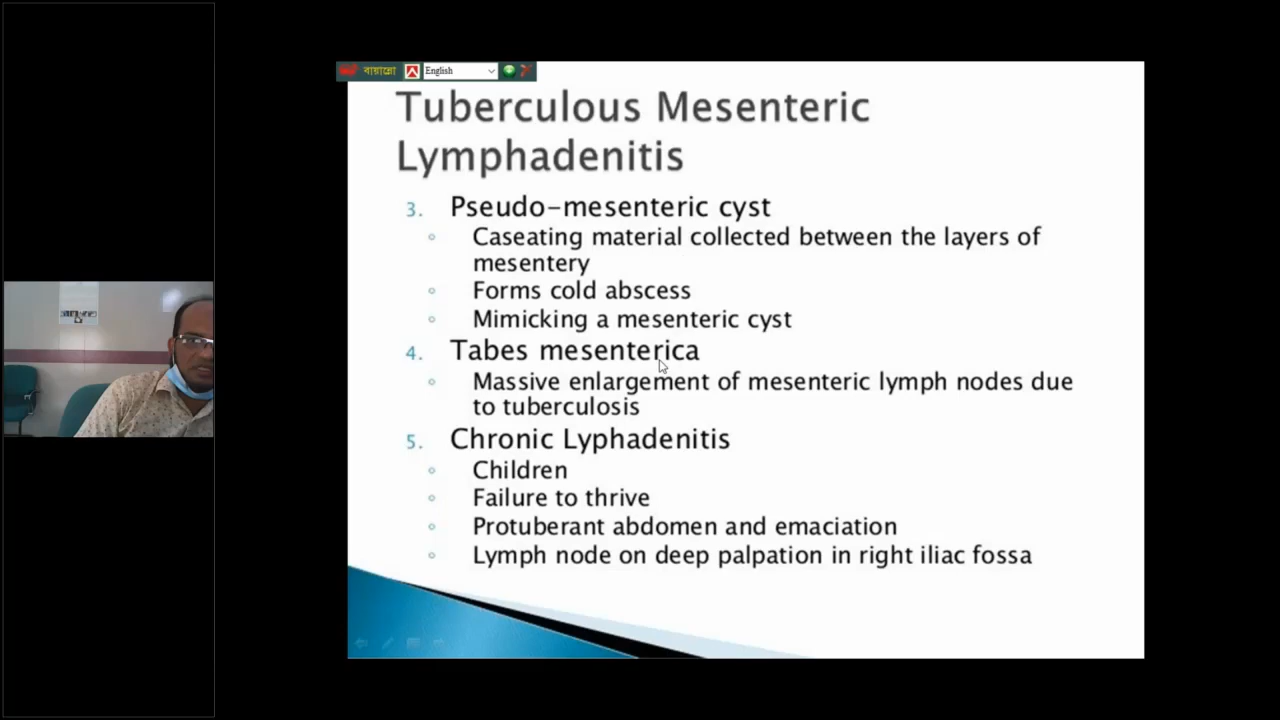 বায়ান্নো English
Tuberculous Mesenteric
Lymphadenitis
3. Pseudo-mesenteric cyst
Caseating material collected between the layers of
mesentery
Forms cold abscess
Mimicking a mesenteric cyst
4. Tabes mesenterica
Massive enlargement of mesenteric lymph nodes due
to tuberculosis
5. Chronic Lyphadenitis
Children
Failure to thrive
Protuberant abdomen and emaciation
Lymph node on deep palpation in right iliac fossa